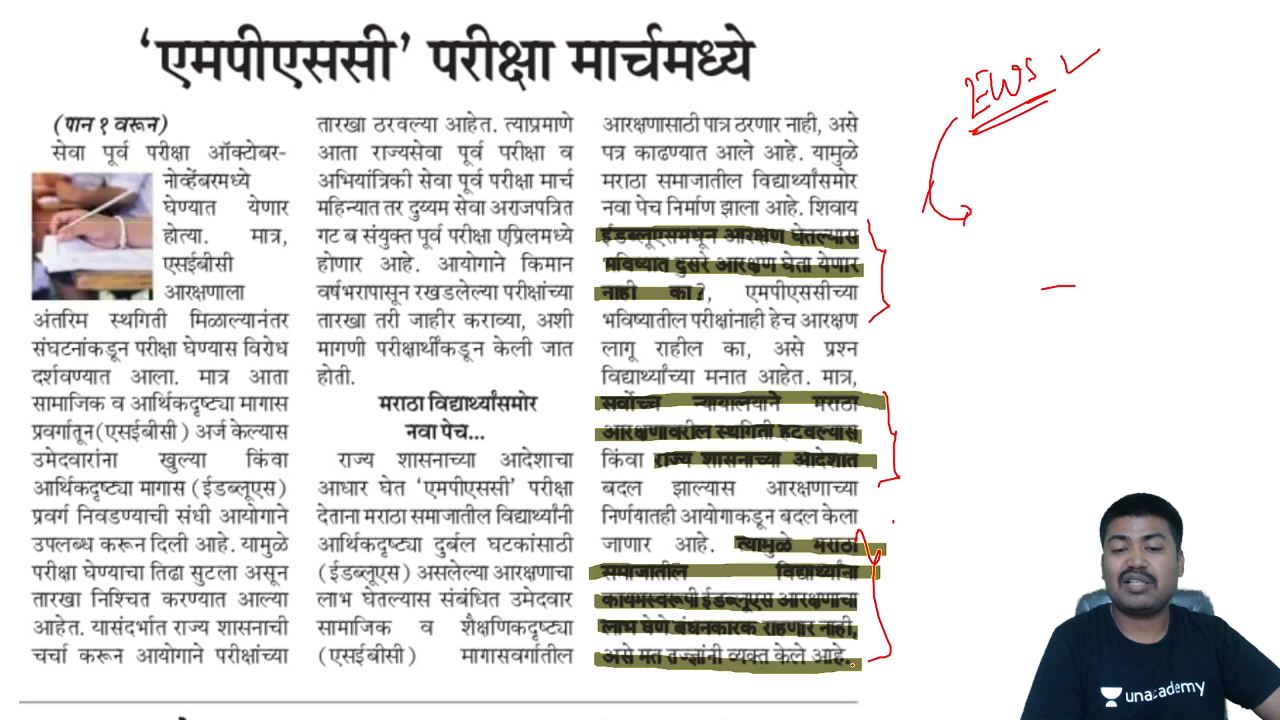 ‘एमपीएससी’ परीक्षा मार्चमध्ये
(पान १ वरून)
सेवा पूर्व परीक्षा ऑक्टोबर-
नोव्हेंबरमध्ये
घेण्यात येणार
होत्या. मात्र,
एसईबीसी
आरक्षणाला
अंतरिम स्थगिती मिळाल्यानंतर
संघटनांकडून परीक्षा घेण्यास विरोध
दर्शवण्यात आला. मात्र आता
सामाजिक व आर्थिकदृष्ट्या मागास
प्रवर्गातून(एसईबीसी) अर्ज केल्यास
उमेदवारांना खुल्या किंवा
आर्थिकदृष्ट्या मागास (ईडब्लूएस)
प्रवर्ग निवडण्याची संधी आयोगाने
उपलब्ध करून दिली आहे. यामुळे
परीक्षा घेण्याचा तिढा सुटला असून
तारखा निश्चित करण्यात आल्या
आहेत. यासंदर्भात राज्य शासनाची
चर्चा करून आयोगाने परीक्षांच्या
तारखा ठरवल्या आहेत. त्याप्रमाणे
आता राज्यसेवा पूर्व परीक्षा व
अभियांत्रिकी सेवा पूर्व परीक्षा मार्च
महिन्यात तर दुय्यम सेवा अराजपत्रित
गट ब संयुक्त पूर्व परीक्षा एप्रिलमध्ये
होणार आहे. आयोगाने किमान
वर्षभरापासून रखडलेल्या परीक्षांच्या
तारखा तरी जाहीर कराव्या, अशी
मागणी परीक्षार्थींकडून केली जात
होती.
मराठा विद्यार्थ्यांसमोर
नवा पेच...
राज्य शासनाच्या आदेशाचा
आधार घेत ‘एमपीएससी’ परीक्षा
देताना मराठा समाजातील विद्यार्थ्यांनी
आर्थिकदृष्ट्या दुर्बल घटकांसाठी
(ईडब्लूएस) असलेल्या आरक्षणाचा
लाभ घेतल्यास संबंधित उमेदवार
सामाजिक व शैक्षणिकदृष्ट्या
(एसईबीसी) मागासवर्गातील
आरक्षणासाठी पात्र ठरणार नाही, असे
पत्र काढण्यात आले आहे. यामुळे
मराठा समाजातील विद्यार्थ्यांसमोर
नवा पेच निर्माण झाला आहे. शिवाय
ईडब्लूएसमधून आरक्षण घेतल्यास
भविष्यात दुसरे आरक्षण घेता येणार
नाही का?, एमपीएससीच्या
भविष्यातील परीक्षांनाही हेच आरक्षण
लागू राहील का, असे प्रश्न
विद्यार्थ्यांच्या मनात आहेत. मात्र,
सर्वोच्च न्यायालयाने मराठा
आरक्षणावरील स्थगिती हटवल्यास
किंवा राज्य शासनाच्या आदेशात
बदल झाल्यास आरक्षणाच्या
निर्णयातही आयोगाकडून बदल केला
जाणार आहे. त्यामुळे मराठा
समाजातील विद्यार्थ्यांना
कायमस्वरूपी ईडब्लूएस आरक्षणाचा
लाभ घेणे बंधनकारक राहणार नाही,
असे मत तज्ज्ञांनी व्यक्त केले आहे.
EWS
unacademy